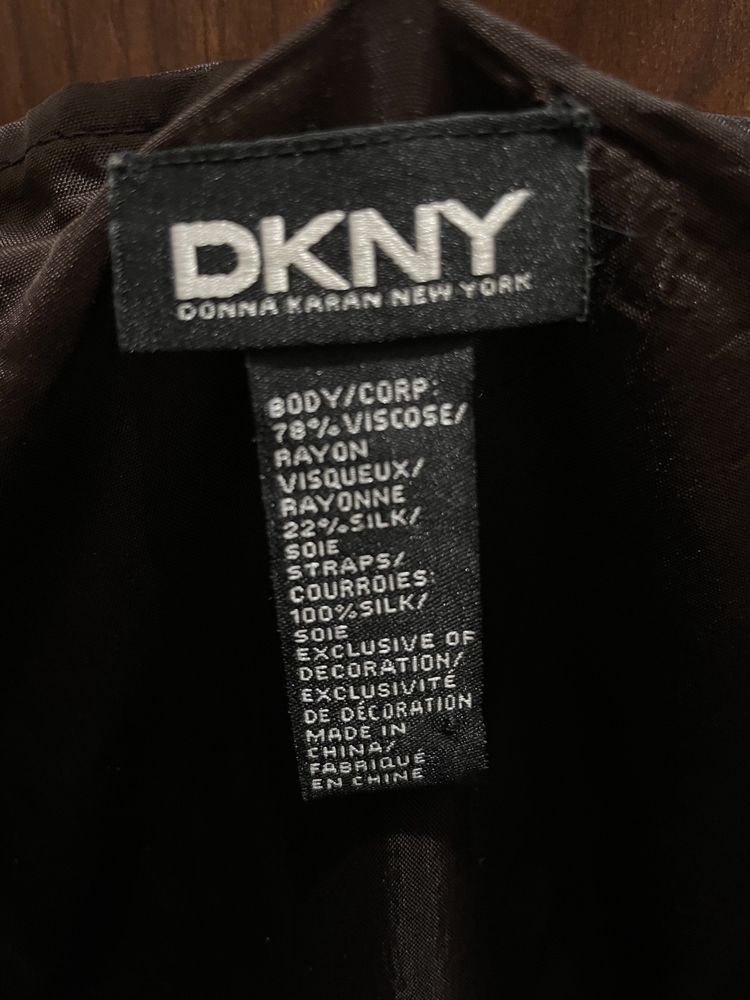 DKNY
DONNA KARAN NEW YORK
BODY/CORP:
78% VISCOSE/
RAYON
VISQUEUX/
RAYONNE
22% SILK/
SOIE
STRAPS/
COURROIES:
100% SILK/
SOIE
EXCLUSIVE OF
DECORATION/
EXCLUSIVITÉ
DE DÉCORATION
MADE IN
CHINA/
FABRIQUÉ
EN CHINE